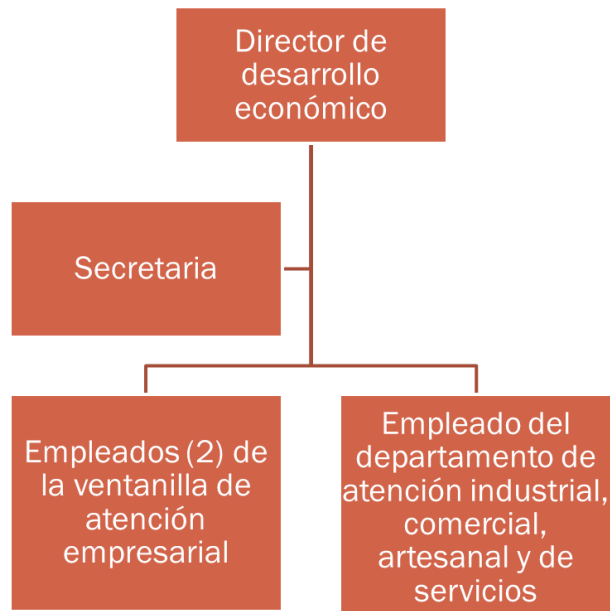 Director de
desarrollo
económico
Secretaria
Empleados (2) de
la ventanilla de
atención
empresarial
Empleado del
departamento de
atención industrial,
comercial,
artesanal y de
servicios